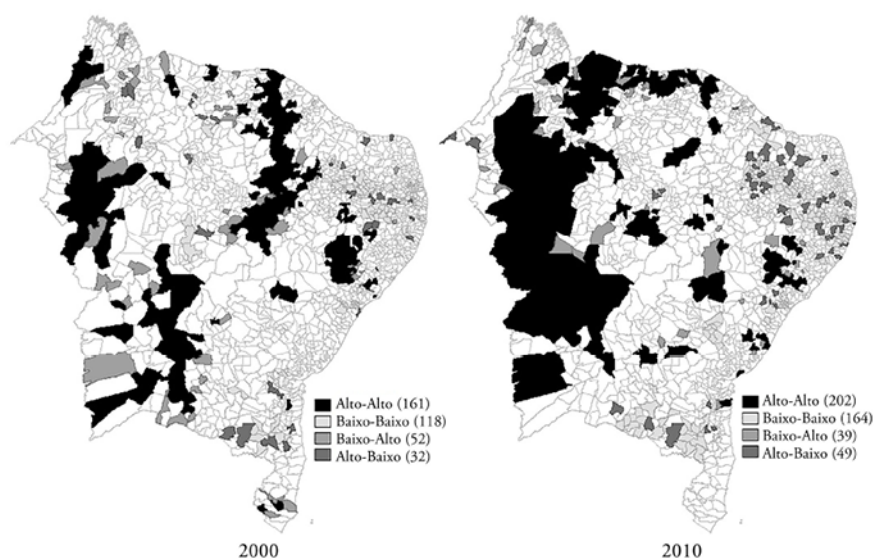 Alto-Alto (161)
Baixo-Baixo (118)
Baixo-Alto (52)
Alto-Baixo (32)
2000
Alto-Alto (202)
Baixo-Baixo (164)
Baixo-Alto (39)
Alto-Baixo (49)
2010